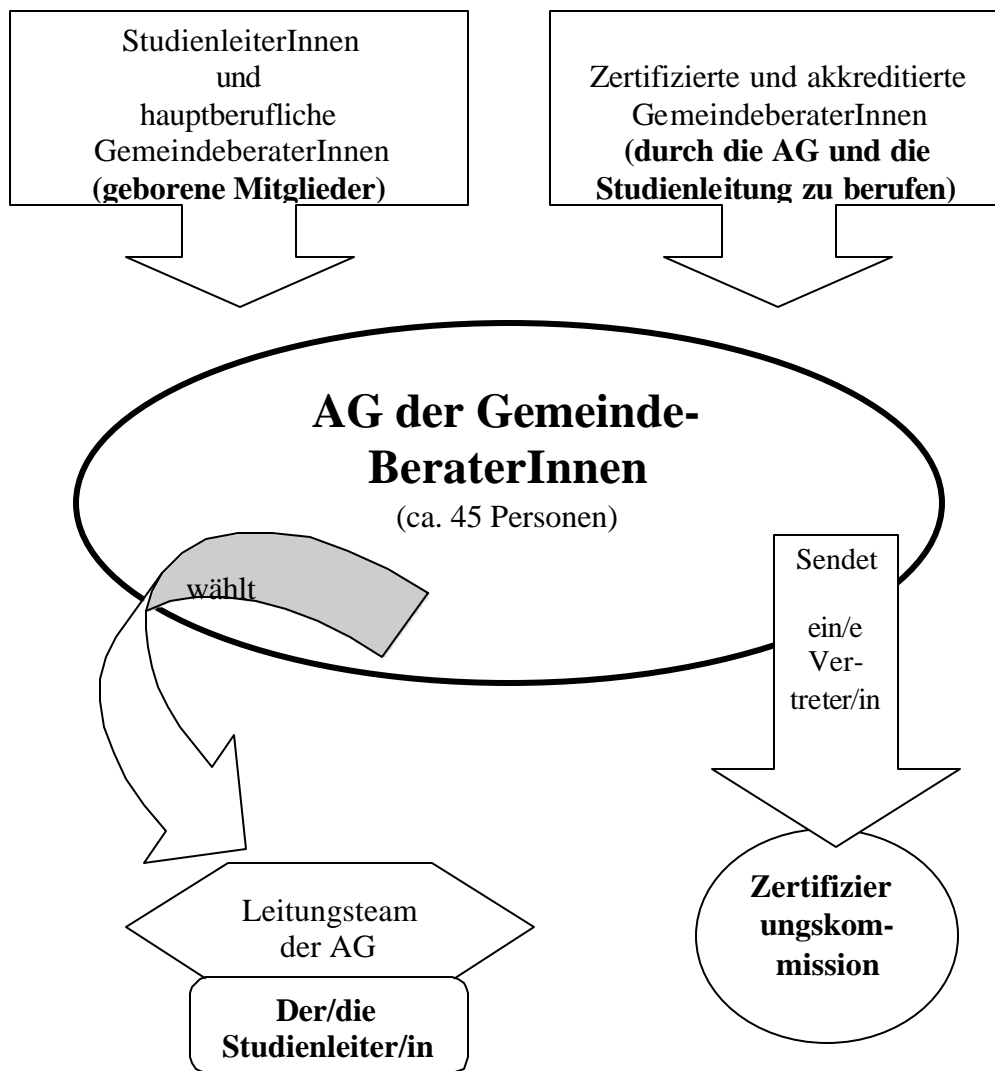 StudienleiterInnen
und
hauptberufliche
GemeindeberaterInnen
(geborene Mitglieder)
Zertifizierte und akkreditierte
GemeindeberaterInnen
(durch die AG und die
Studienleitung zu berufen)
AG der Gemeinde-
BeraterInnen
(ca. 45 Personen)
wählt
Sendet
ein/e
Ver-
treter/in
Leitungsteam
der AG
Der/die
Studienleiter/in
Zertifizier
ungskom-
mission